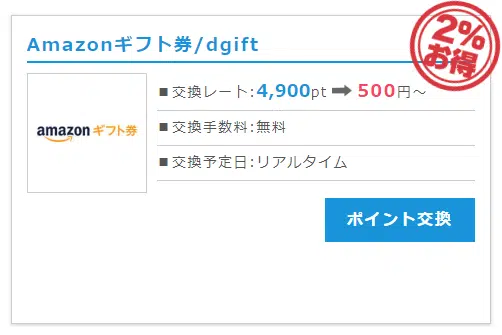 2%
お得
Amazonギフト券/dgift
amazon ギフト券
■交換レート:4,900pt ➡ 500円～
■交換手数料:無料
■交換予定日:リアルタイム
ポイント交換